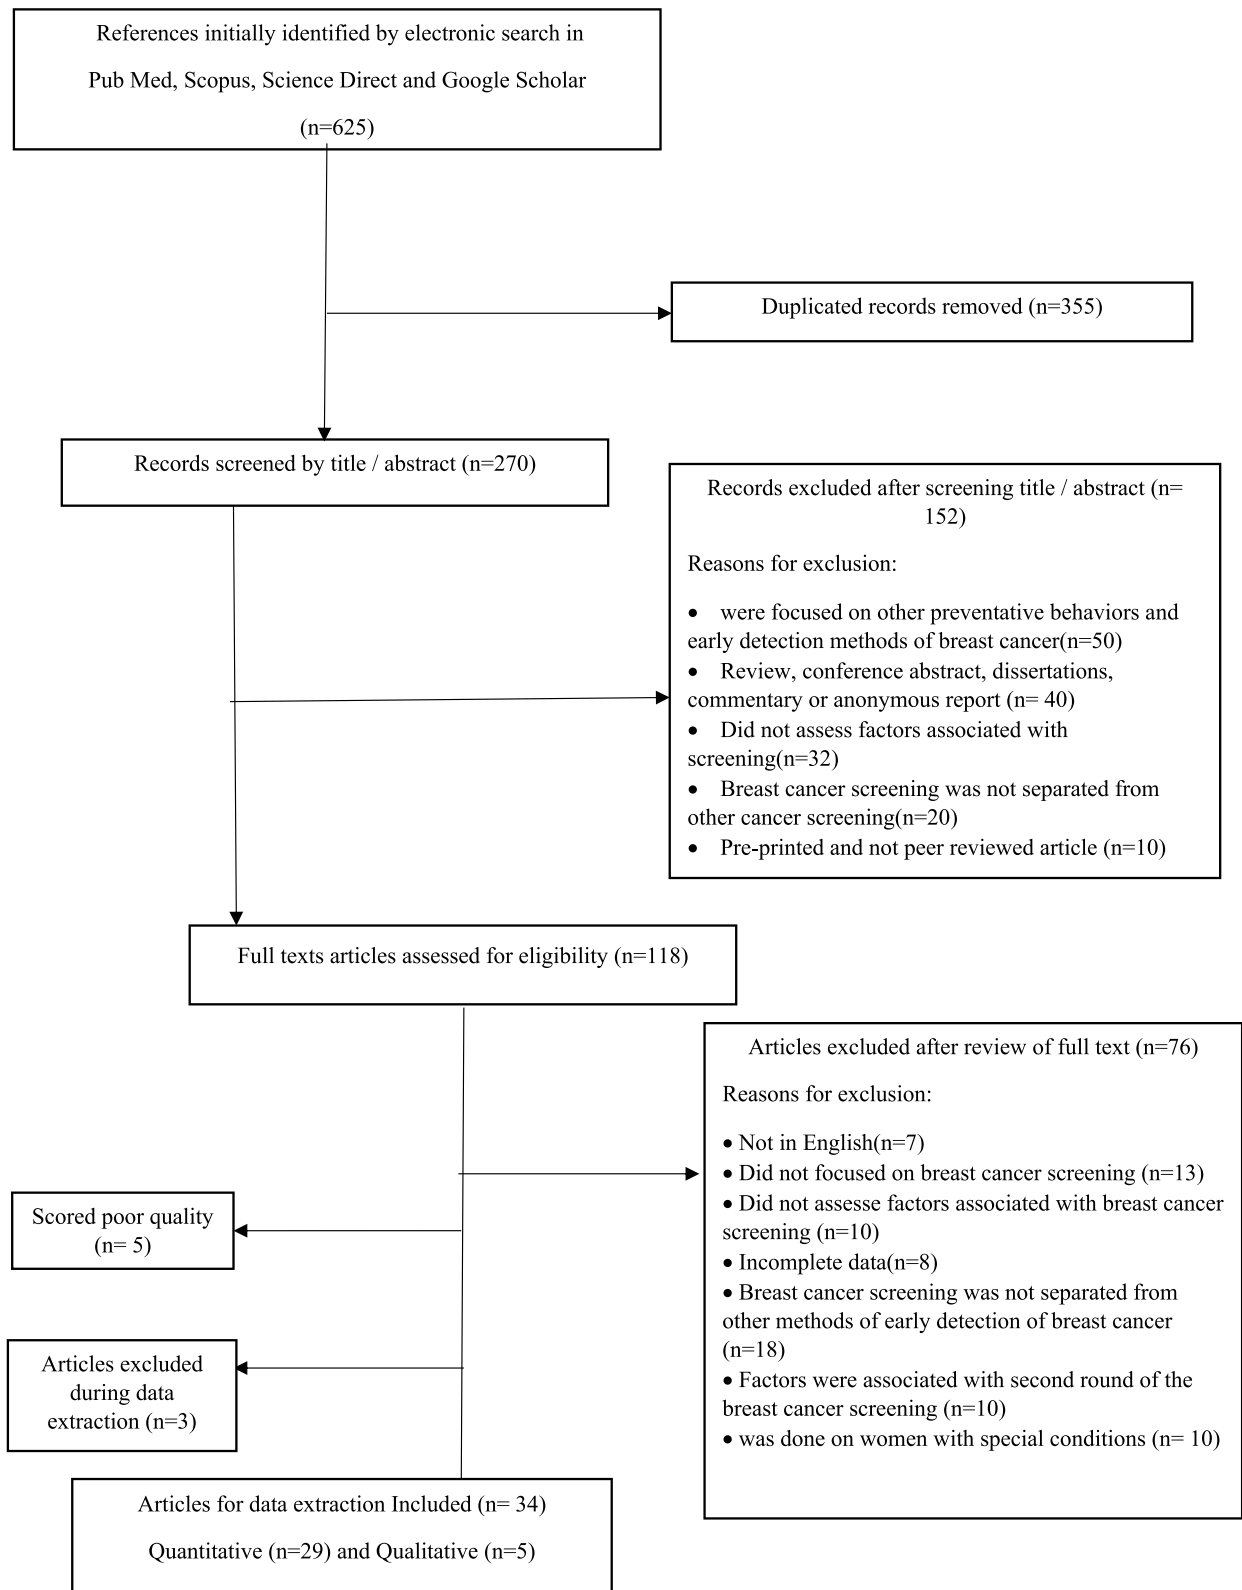 References initially identified by electronic search in
Pub Med, Scopus, Science Direct and Google Scholar
(n=625)
Duplicated records removed (n=355)
Records screened by title / abstract (n=270)
Records excluded after screening title / abstract (n=
152)
Reasons for exclusion:
• were focused on other preventative behaviors and
early detection methods of breast cancer(n=50)
• Review, conference abstract, dissertations,
commentary or anonymous report (n= 40)
• Did not assess factors associated with
screening(n=32)
• Breast cancer screening was not separated from
other cancer screening(n=20)
• Pre-printed and not peer reviewed article (n=10)
Full texts articles assessed for eligibility (n=118)
Articles excluded after review of full text (n=76)
Reasons for exclusion:
• Not in English(n=7)
• Did not focused on breast cancer screening (n=13)
• Did not assesse factors associated with breast cancer
screening (n=10)
• Incomplete data(n=8)
• Breast cancer screening was not separated from
other methods of early detection of breast cancer
(n=18)
• Factors were associated with second round of the
breast cancer screening (n=10)
• was done on women with special conditions (n= 10)
Scored poor quality
(n= 5)
Articles excluded
during data
extraction (n=3)
Articles for data extraction Included (n= 34)
Quantitative (n=29) and Qualitative (n=5)